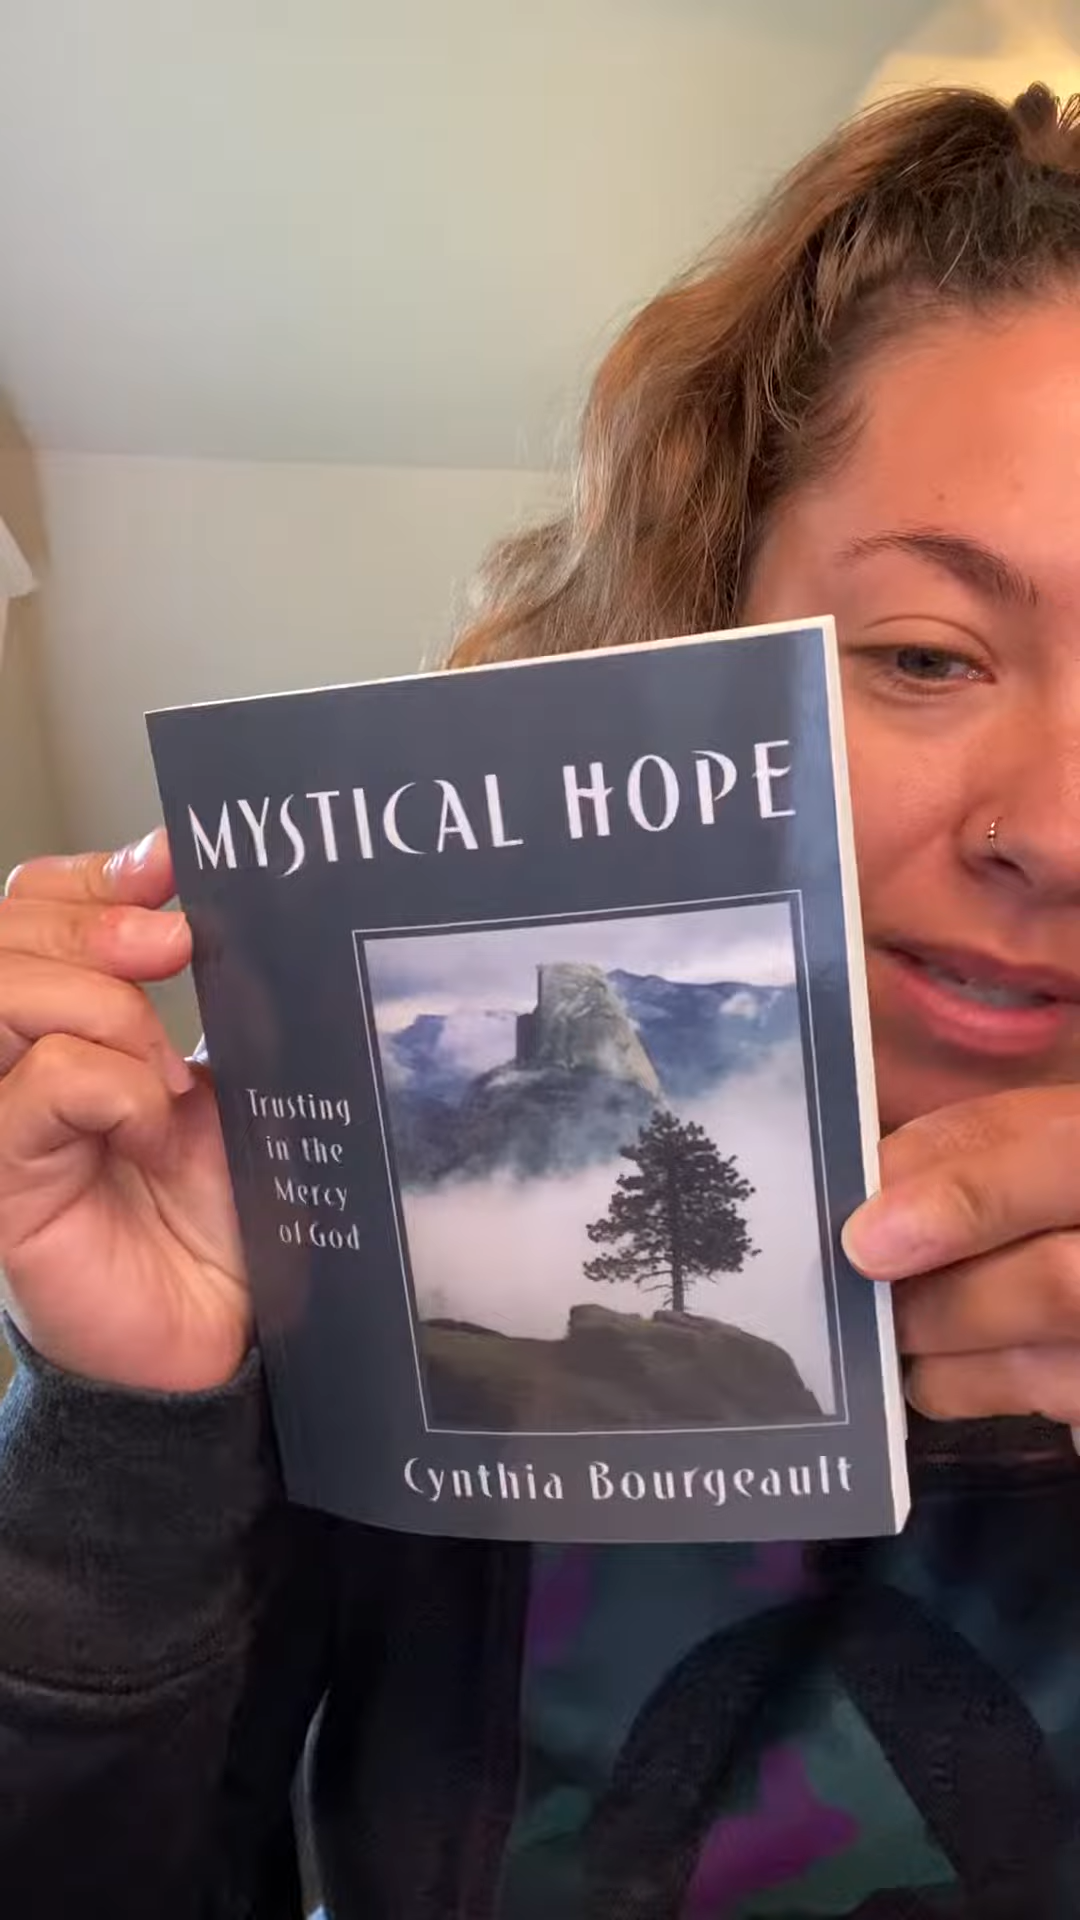 MYSTICAL HOPE
Trusting
in the
Mercy
of God
Cynthia Bourgeault